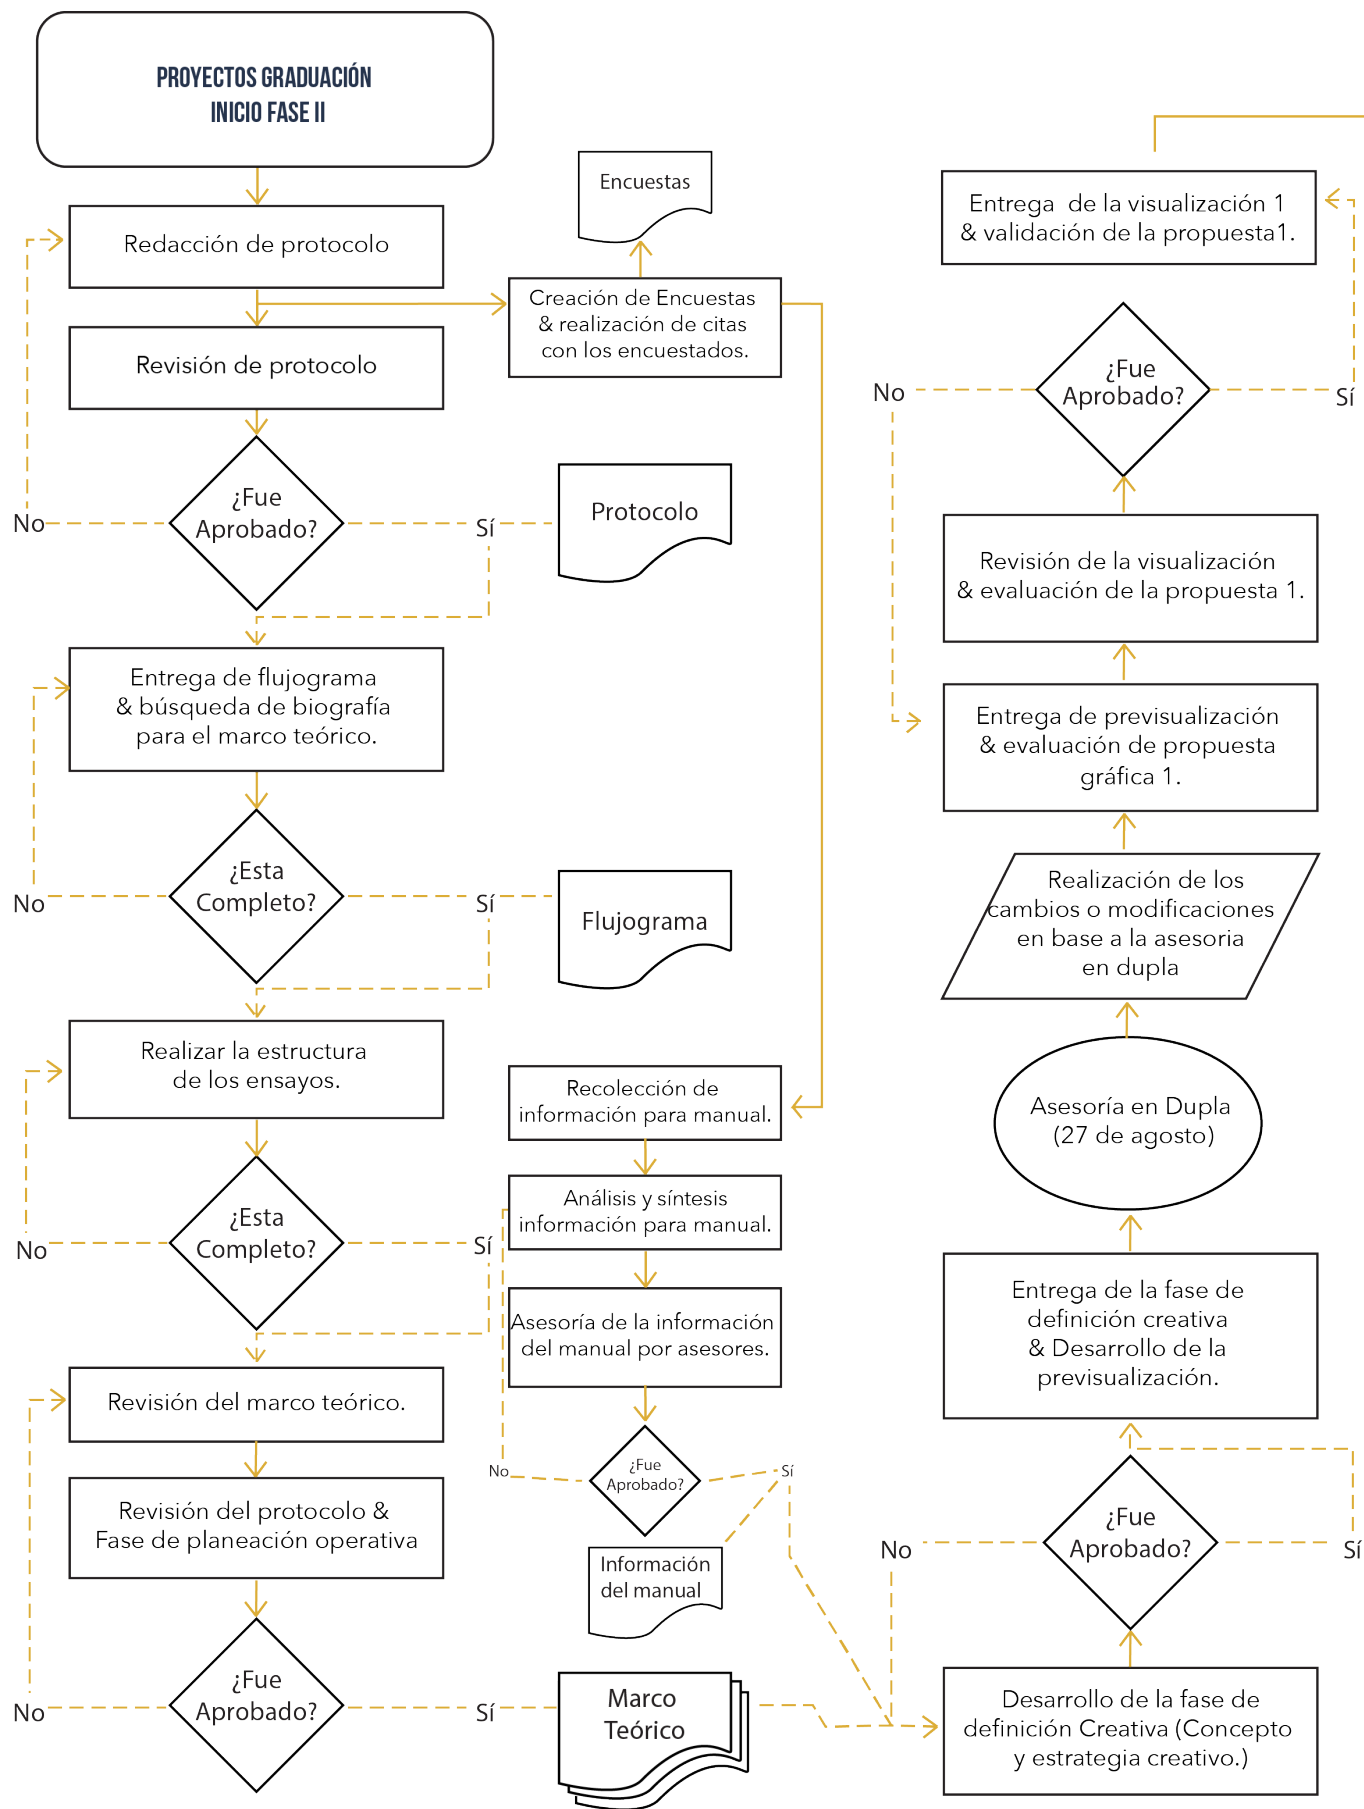 PROYECTOS GRADUACIÓN
INICIO FASE II
Redacción de protocolo
Revisión de protocolo
¿Fue
Aprobado?
No
Sí
Protocolo
Encuestas
Creación de Encuestas
& realización de citas
con los encuestados.
Entrega de flujograma
& búsqueda de biografía
para el marco teórico.
¿Esta
Completo?
No
Sí
Flujograma
Realizar la estructura
de los ensayos.
¿Esta
Completo?
No
Sí
Revisión del marco teórico.
Revisión del protocolo &
Fase de planeación operativa
¿Fue
Aprobado?
No
Sí
Marco
Teórico
Recolección de
información para manual.
Análisis y síntesis
información para manual.
Asesoría de la información
del manual por asesores.
¿Fue
Aprobado?
No
Sí
Información
del manual
Entrega  de la visualización 1
& validación de la propuesta1.
¿Fue
Aprobado?
No
Sí
Revisión de la visualización
& evaluación de la propuesta 1.
Entrega de previsualización
& evaluación de propuesta
gráfica 1.
Realización de los
cambios o modificaciones
en base a la asesoria
en dupla
Asesoría en Dupla
(27 de agosto)
Entrega de la fase de
definición creativa
& Desarrollo de la
previsualización.
¿Fue
Aprobado?
No
Sí
Desarrollo de la fase de
definición Creativa (Concepto
y estrategia creativo.)